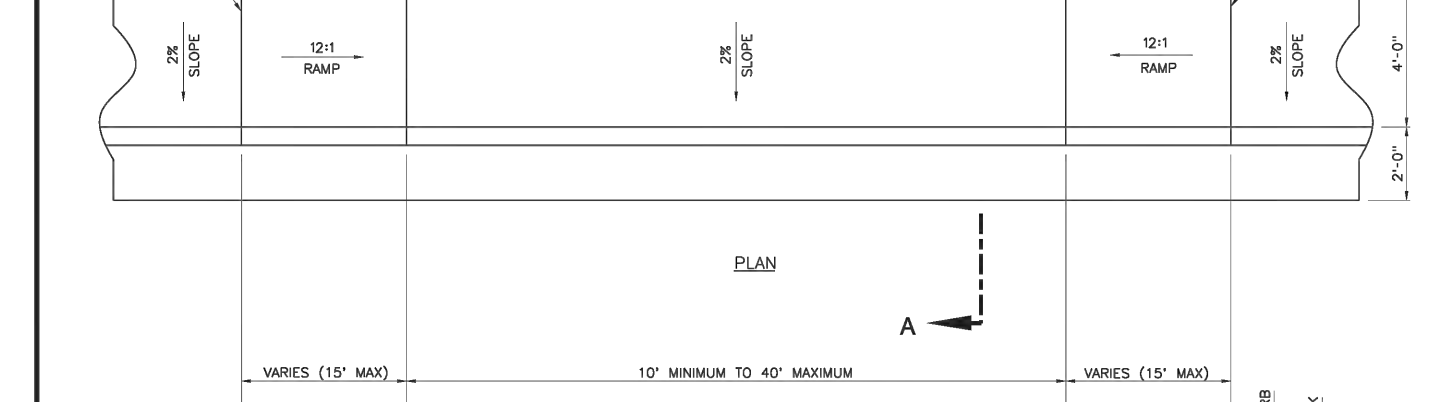 2%
SLOPE
12:1
RAMP
2%
SLOPE
12:1
RAMP
2%
SLOPE
4'-0"
2'-0"
PLAN
A
VARIES (15' MAX)
10' MINIMUM TO 40' MAXIMUM
VARIES (15' MAX)